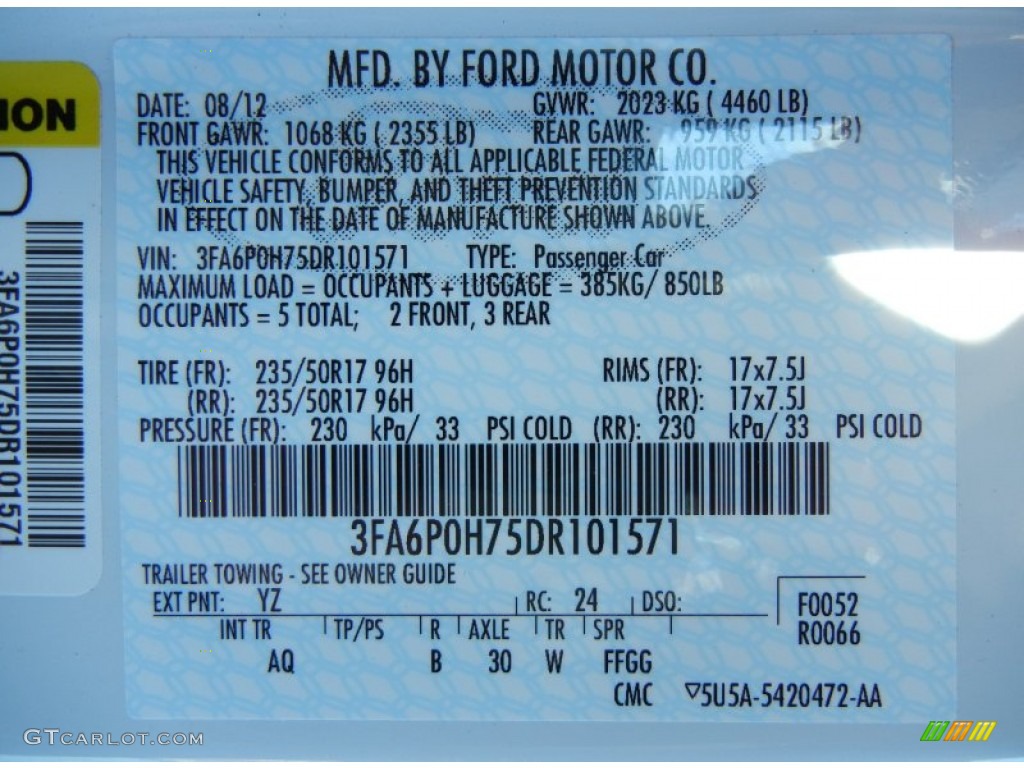 MFD. BY FORD MOTOR CO.
DATE: 08/12 GVWR: 2023 KG ( 4460 LB)
FRONT GAWR: 1068 KG ( 2355 LB) REAR GAWR: 959 KG ( 2115 LB)
THIS VEHICLE CONFORMS TO ALL APPLICABLE FEDERAL MOTOR
VEHICLE SAFETY, BUMPER, AND THEFT PREVENTION STANDARDS
IN EFFECT ON THE DATE OF MANUFACTURE SHOWN ABOVE.
VIN: 3FA6P0H75DR101571 TYPE: Passenger Car
MAXIMUM LOAD = OCCUPANTS + LUGGAGE = 385KG/ 850LB
OCCUPANTS = 5 TOTAL; 2 FRONT, 3 REAR
TIRE (FR): 235/50R17 96H RIMS (FR): 17x7.5J
(RR): 235/50R17 96H (RR): 17x7.5J
PRESSURE (FR): 230 kPa/ 33 PSI COLD (RR): 230 kPa/ 33 PSI COLD
3FA6P0H75DR101571
TRAILER TOWING - SEE OWNER GUIDE
EXT PNT: YZ RC: 24 DSO:
F0052
INT TR TP/PS R AXLE TR SPR
R0066
AQ B 30 W FFGG
CMC ▽5U5A-5420472-AA
ION
3FA6P0H75DR101571
GTCARLOT.COM